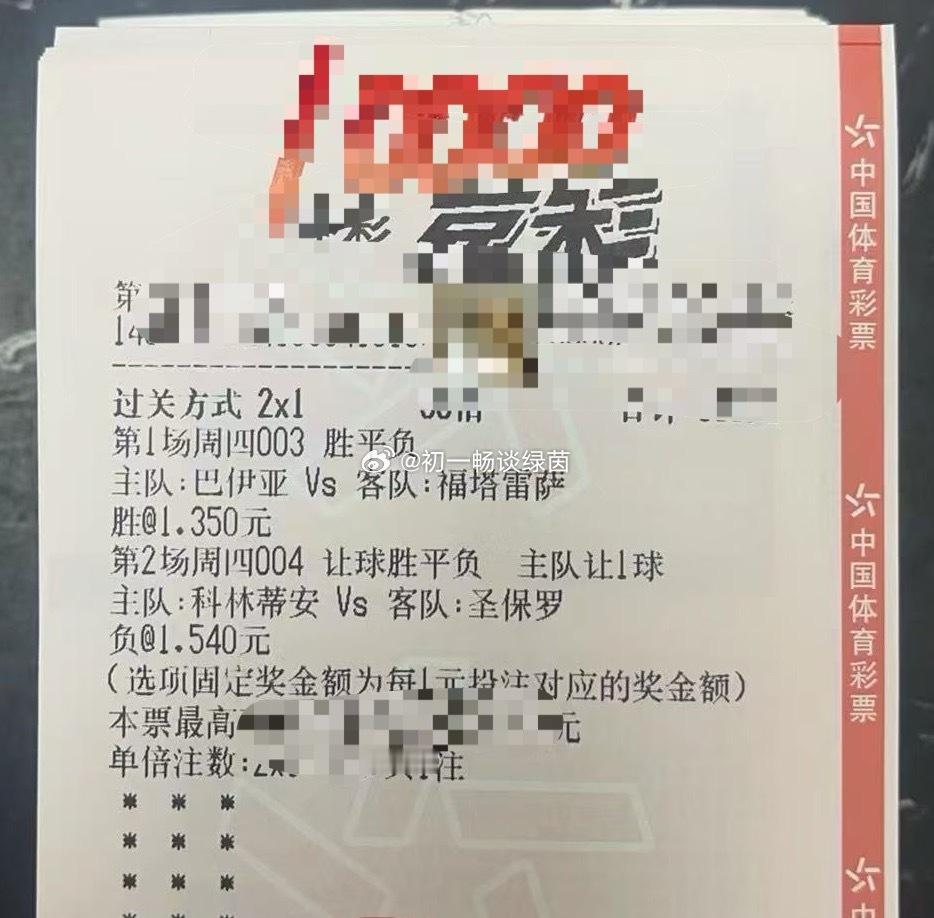 第
过关方式 2x1
第1场周四003 胜平负
@初一畅谈绿茵
主队:巴伊亚 Vs 客队:福塔雷萨
胜@1.350元
第2场周四004 让球胜平负 主队让1球
主队:科林蒂安 Vs 客队:圣保罗
负@1.540元
(选项固定奖金额为每1元投注对应的奖金额)
本票最高 元
单倍注数: 共1注
* * *
* * *
* * *
中国体育彩票
中国体育彩票
中